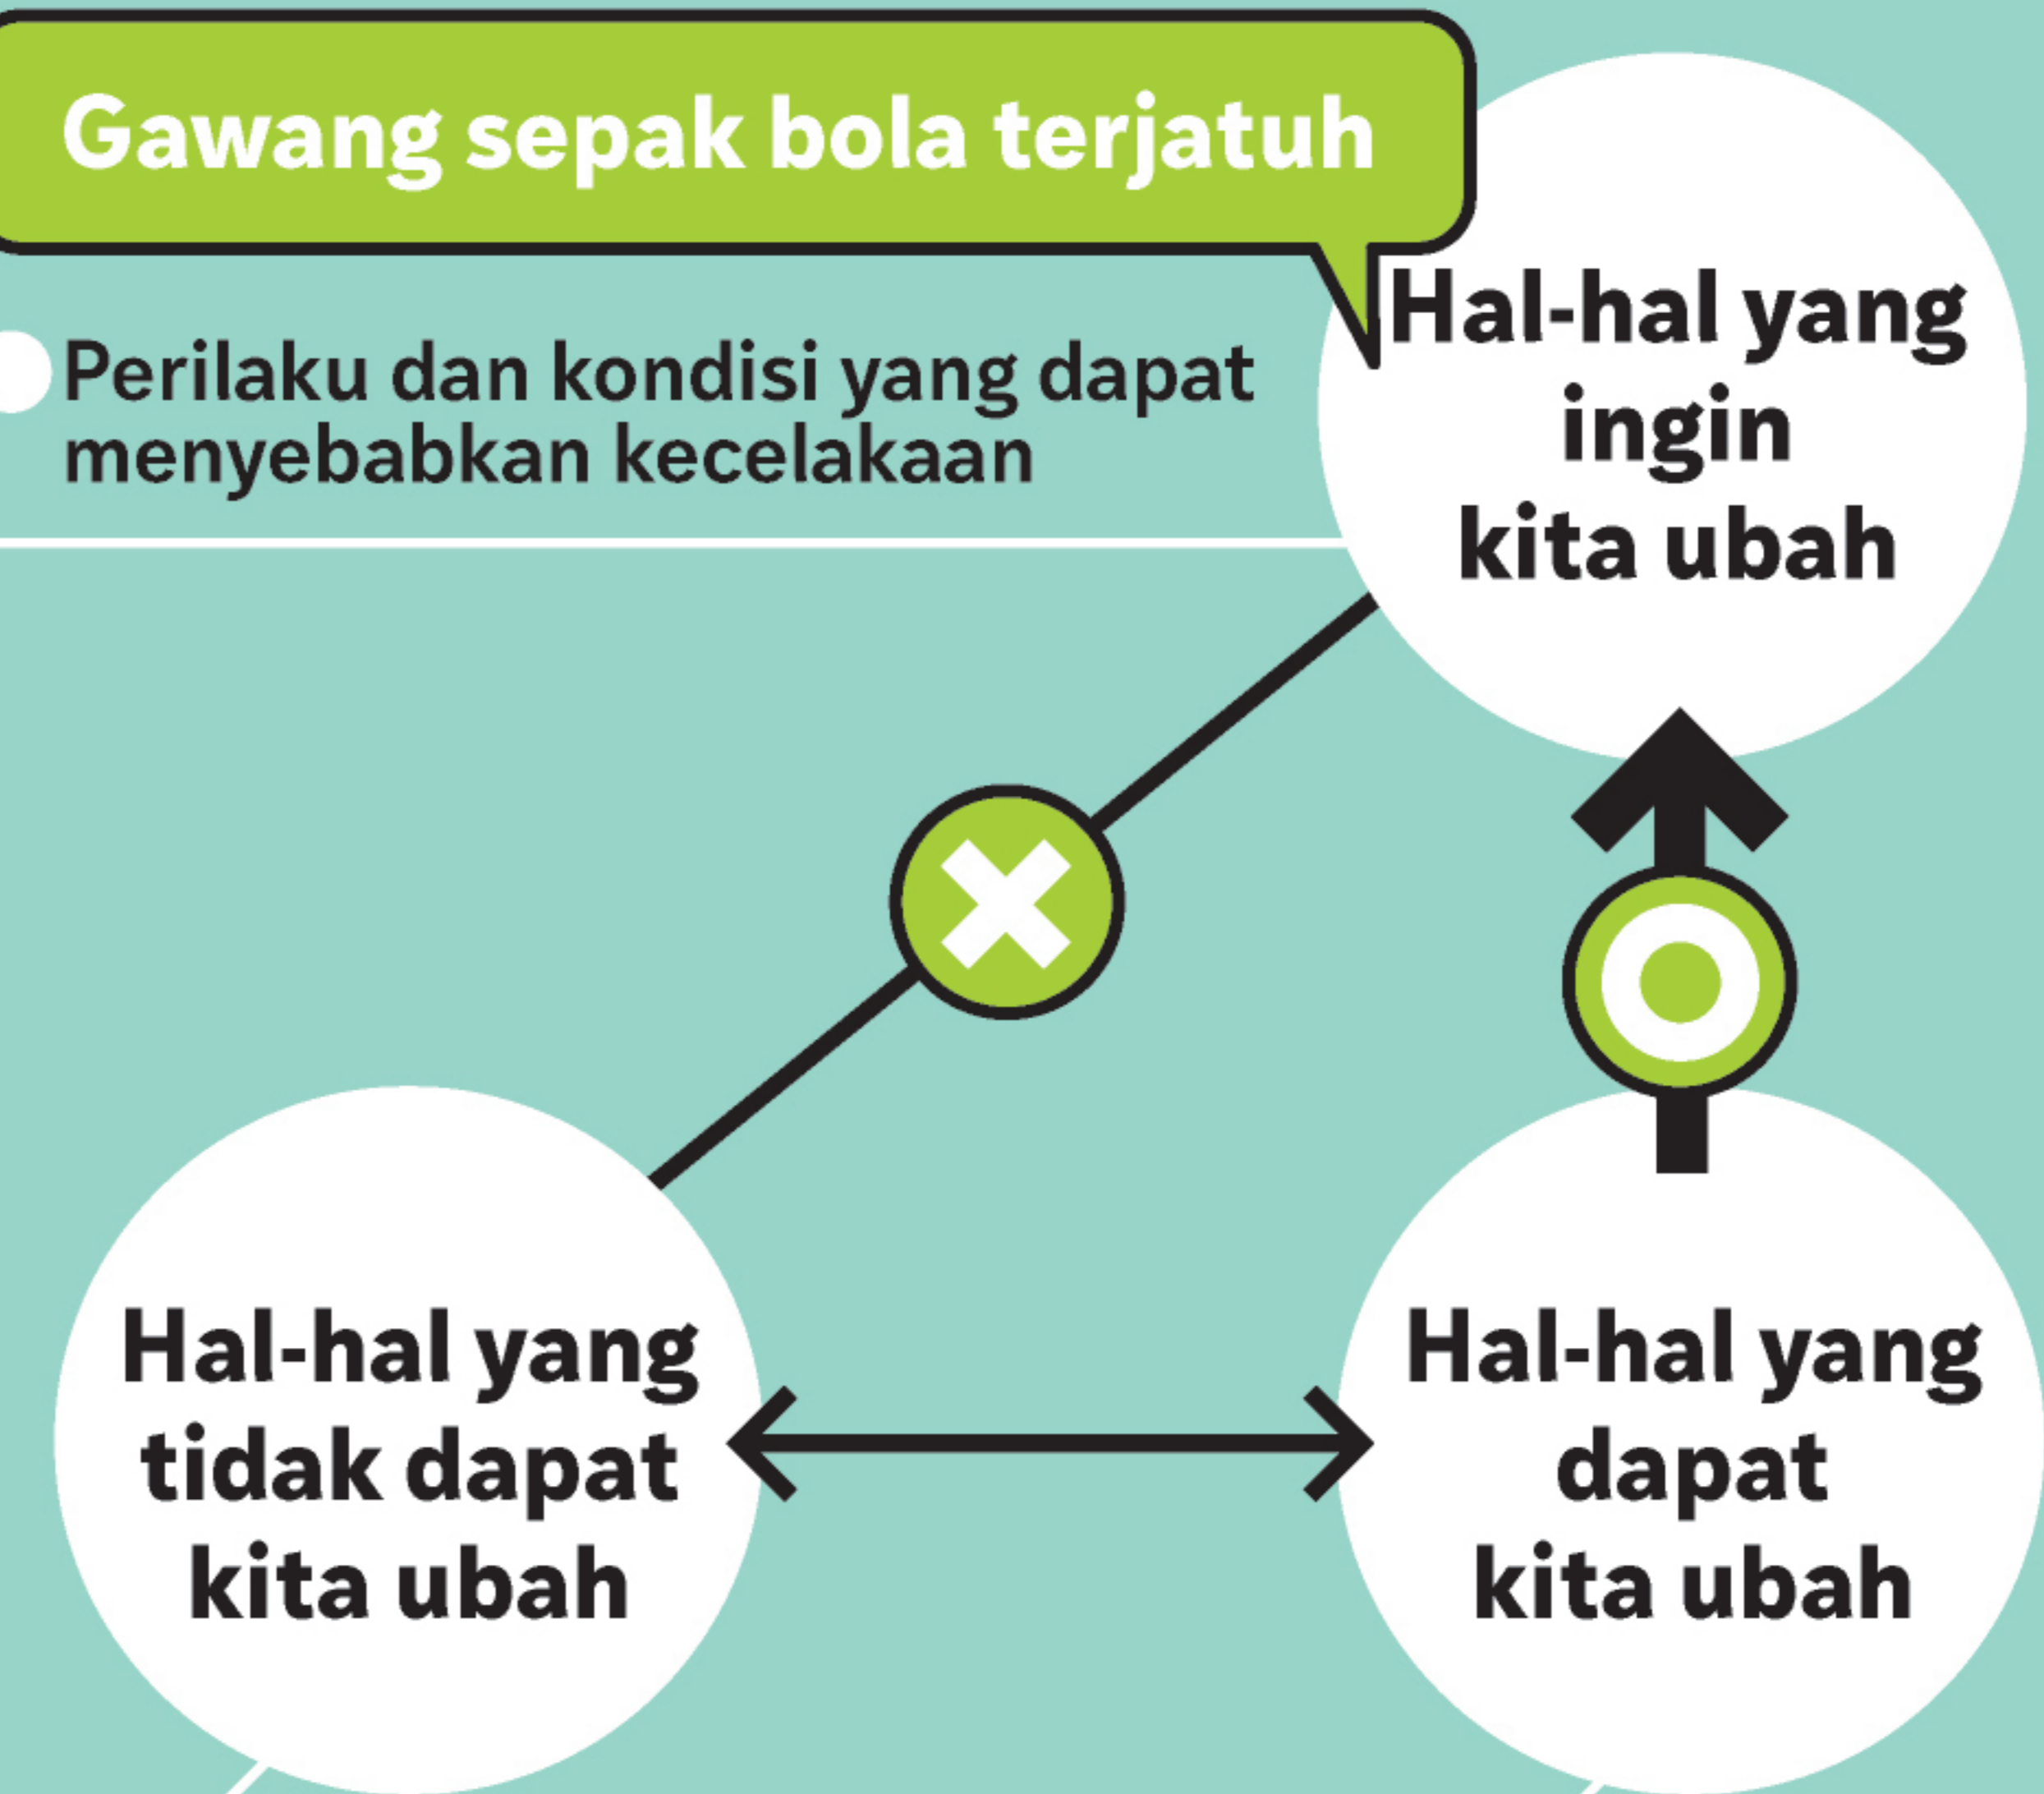 Gawang sepak bola terjatuh
Perilaku dan kondisi yang dapat
menyebabkan kecelakaan
Hal-hal yang
ingin
kita ubah
Hal-hal yang
tidak dapat
kita ubah
Hal-hal yang
dapat
kita ubah